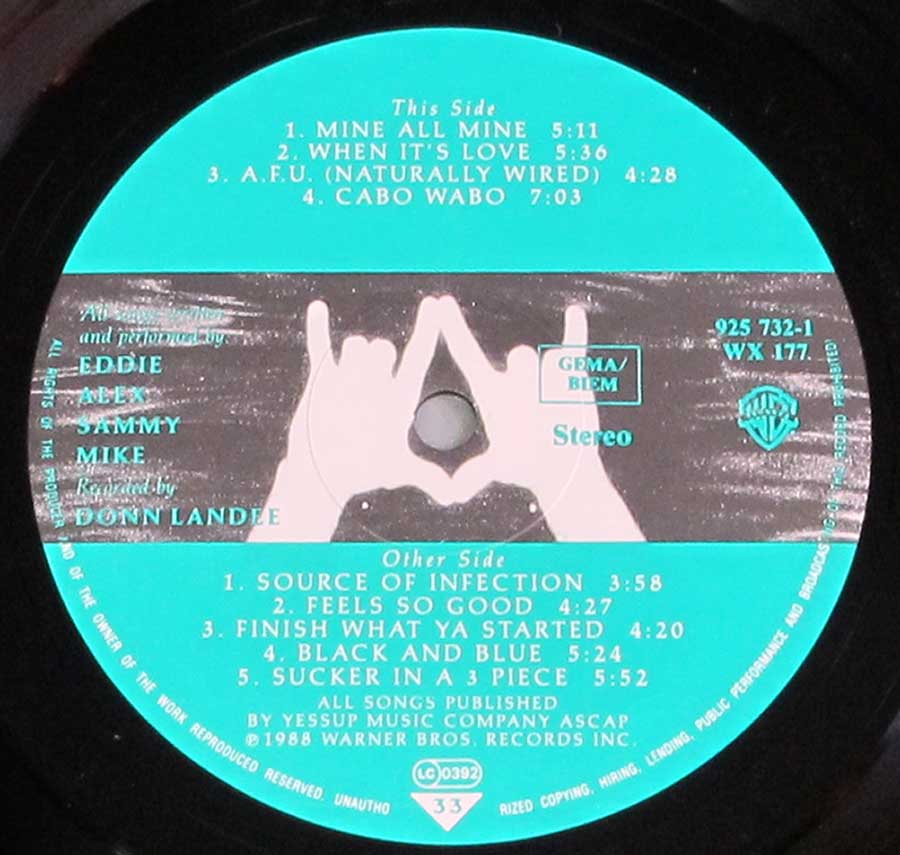 This Side
1. MINE ALL MINE 5:11
2. WHEN IT'S LOVE 5:36
3. A.F.U. (NATURALLY WIRED) 4:28
4. CABO WABO 7:03
All songs written
and performed by:
EDDIE
ALEX
SAMMY
MIKE
Recorded by
DONN LANDEE
GEMA/
BIEM
Stereo
925 732-1
WX 177
Other Side
1. SOURCE OF INFECTION 3:58
2. FEELS SO GOOD 4:27
3. FINISH WHAT YA STARTED 4:20
4. BLACK AND BLUE 5:24
5. SUCKER IN A 3 PIECE 5:52
ALL SONGS PUBLISHED
BY YESSUP MUSIC COMPANY ASCAP
℗1988 WARNER BROS. RECORDS INC.
LC 0392
33
ALL RIGHTS OF THE PRODUCER AND OF THE OWNER OF THE WORK REPRODUCED RESERVED. UNAUTHORIZED COPYING, HIRING, LENDING, PUBLIC PERFORMANCE AND BROADCASTING OF THIS RECORD PROHIBITED!